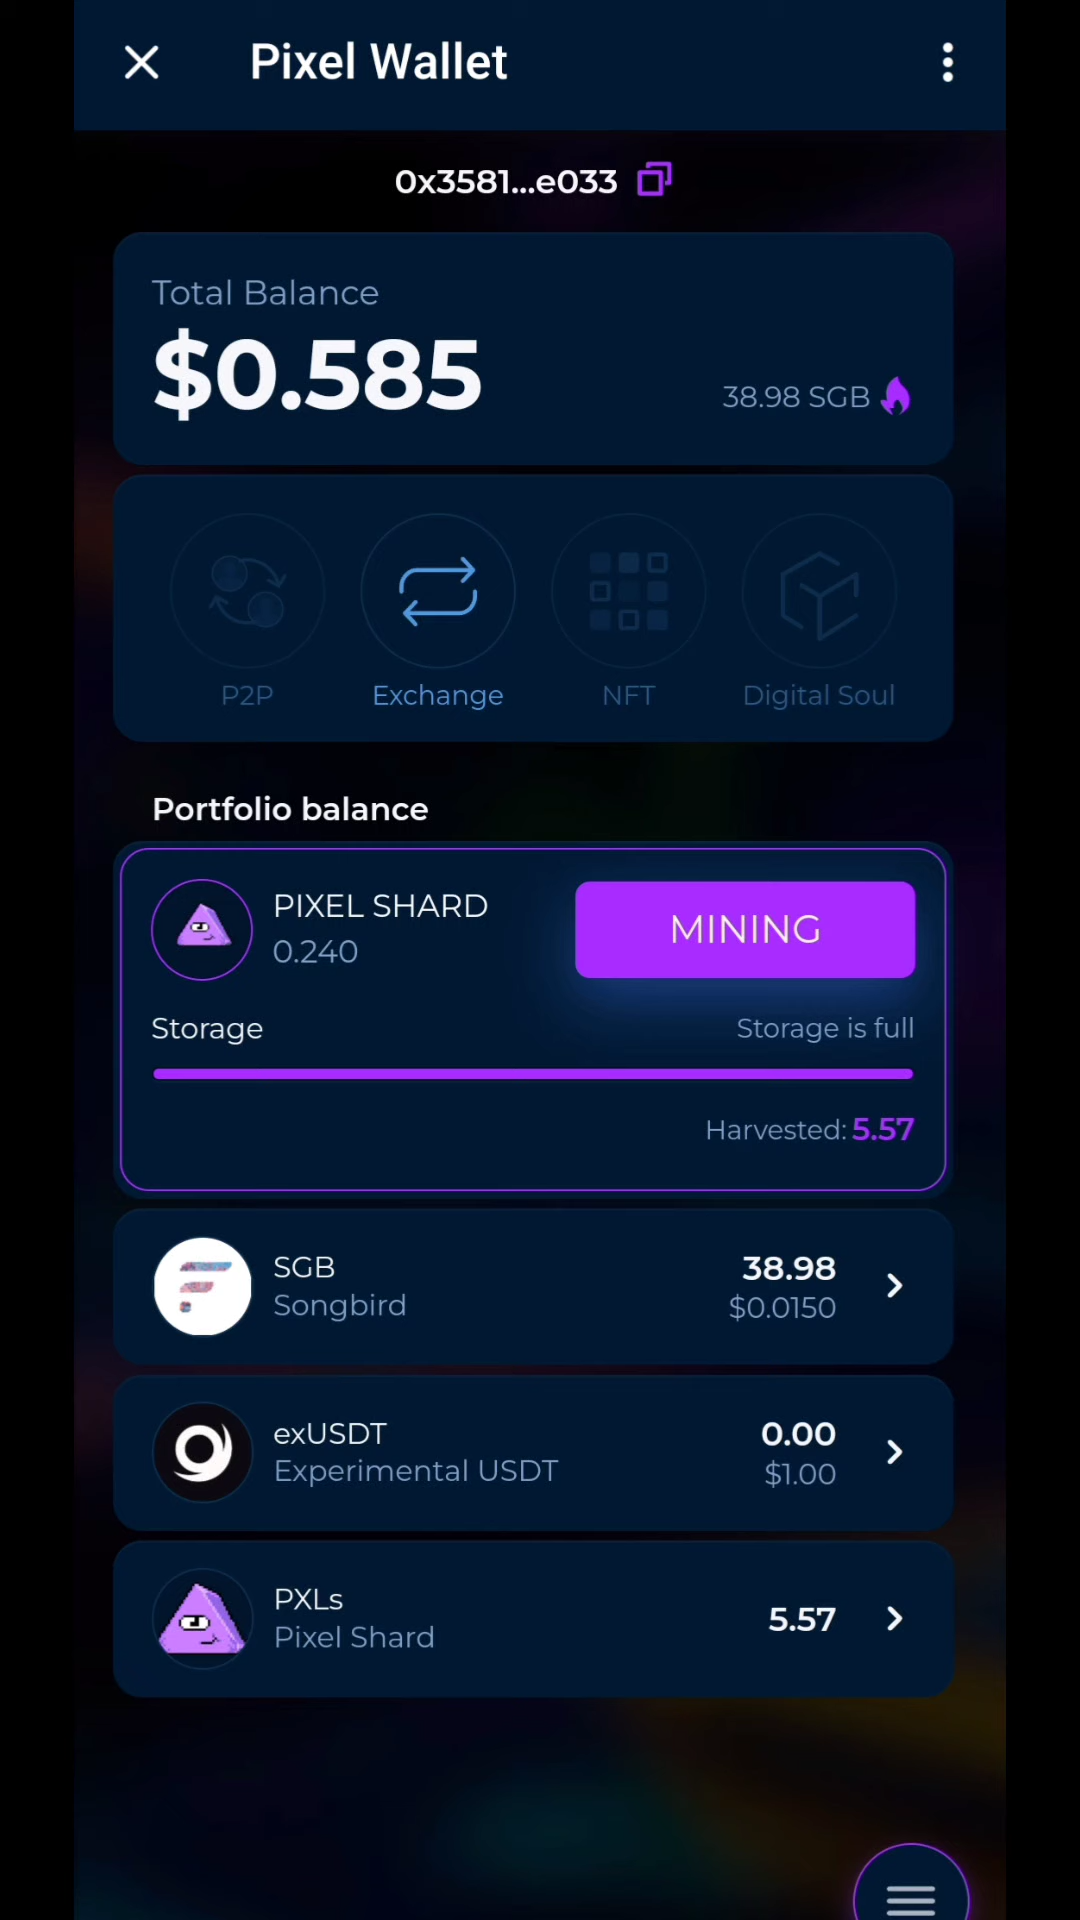 Pixel Wallet
0x3581...e033
Total Balance
$0.585
38.98 SGB
P2P
Exchange
NFT
Digital Soul
Portfolio balance
PIXEL SHARD
0.240
MINING
Storage
Storage is full
Harvested: 5.57
SGB
Songbird
38.98
$0.0150
exUSDT
Experimental USDT
0.00
$1.00
PXLs
Pixel Shard
5.57